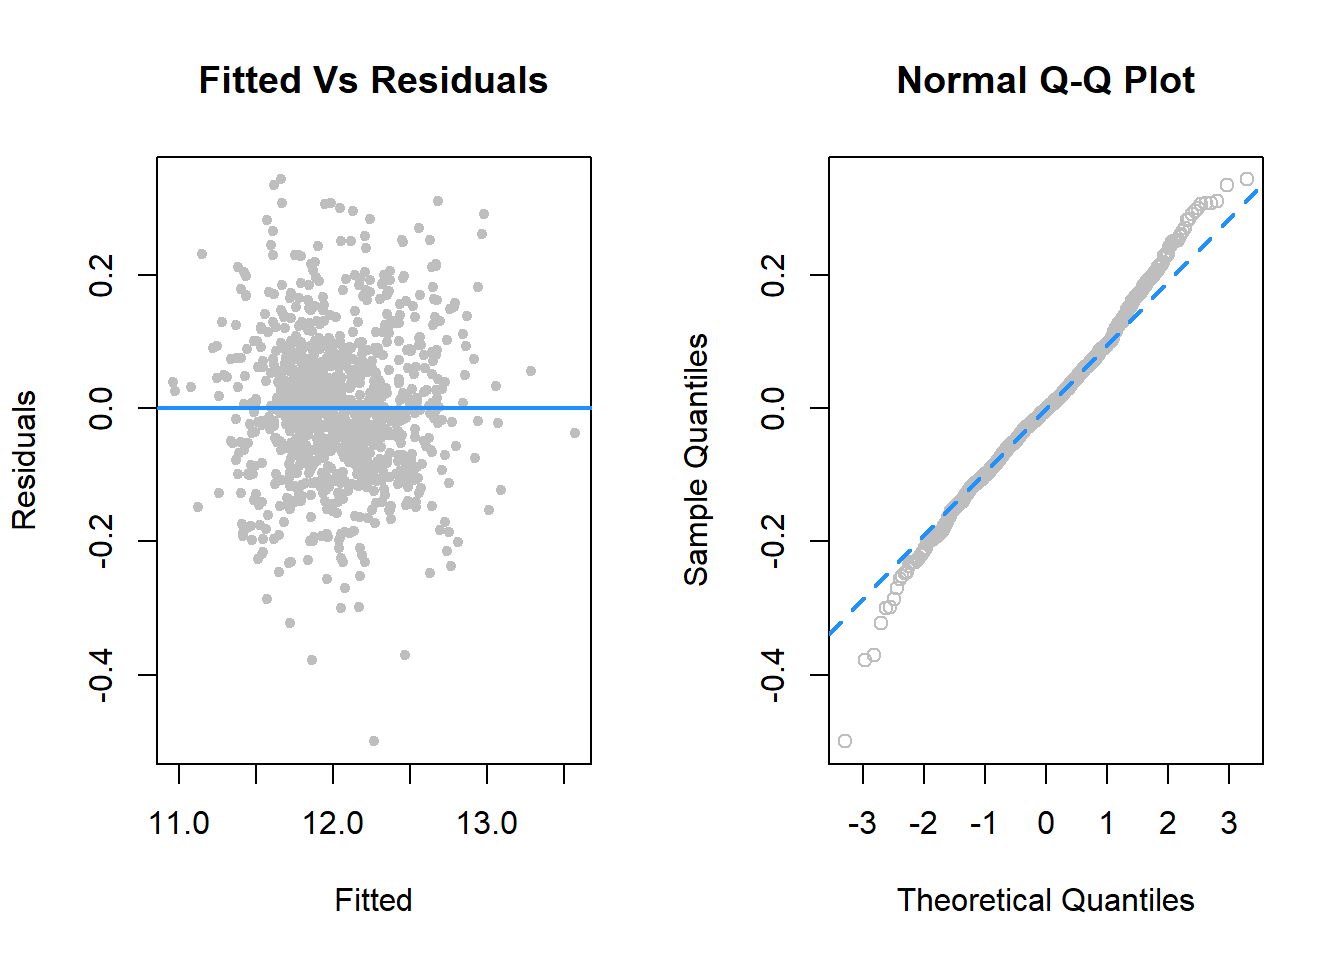 Fitted Vs Residuals
Residuals
0.2
0.0
-0.2
-0.4
11.0 12.0 13.0
Fitted
Normal Q-Q Plot
Sample Quantiles
0.2
0.0
-0.2
-0.4
-3 -2 -1 0 1 2 3
Theoretical Quantiles